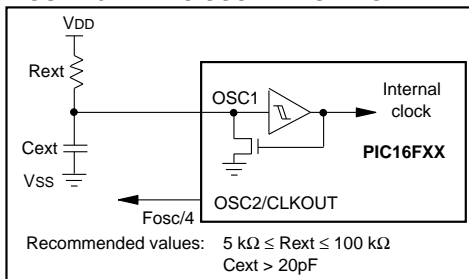 VDD
Rext
OSC1
Internal
clock
Cext
PIC16FXX
VSS
Fosc/4
OSC2/CLKOUT
Recommended values: 5 kΩ ≤ Rext ≤ 100 kΩ
Cext > 20pF